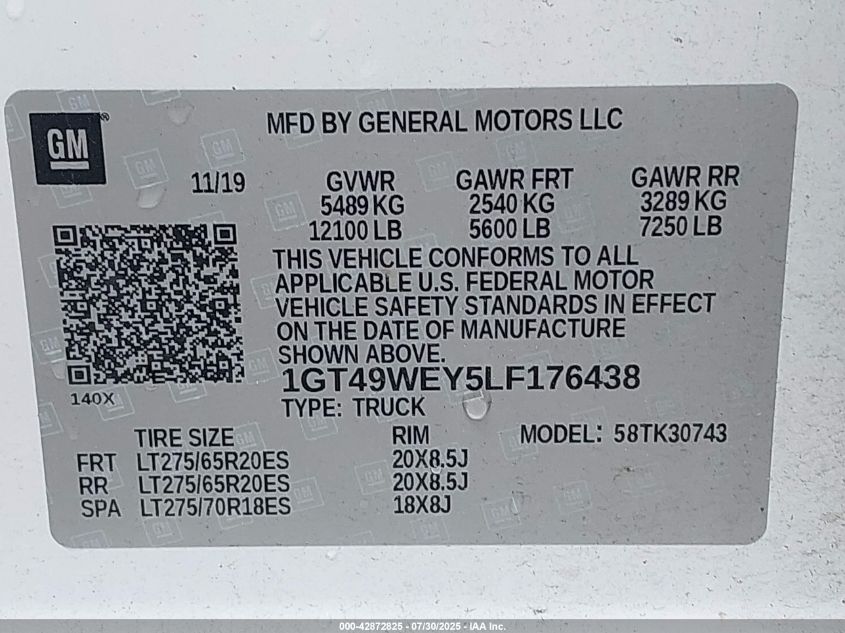 GM®
MFD BY GENERAL MOTORS LLC
11/19
GVWR GAWR FRT GAWR RR
5489 KG 2540 KG 3289 KG
12100 LB 5600 LB 7250 LB
THIS VEHICLE CONFORMS TO ALL
APPLICABLE U.S. FEDERAL MOTOR
VEHICLE SAFETY STANDARDS IN EFFECT
ON THE DATE OF MANUFACTURE
SHOWN ABOVE.
140X
1GT49WEY5LF176438
TYPE: TRUCK
TIRE SIZE RIM MODEL: 58TK30743
FRT LT275/65R20ES 20X8.5J
RR LT275/65R20ES 20X8.5J
SPA LT275/70R18ES 18X8J
000-42872825 - 07/30/2025 - IAA Inc.